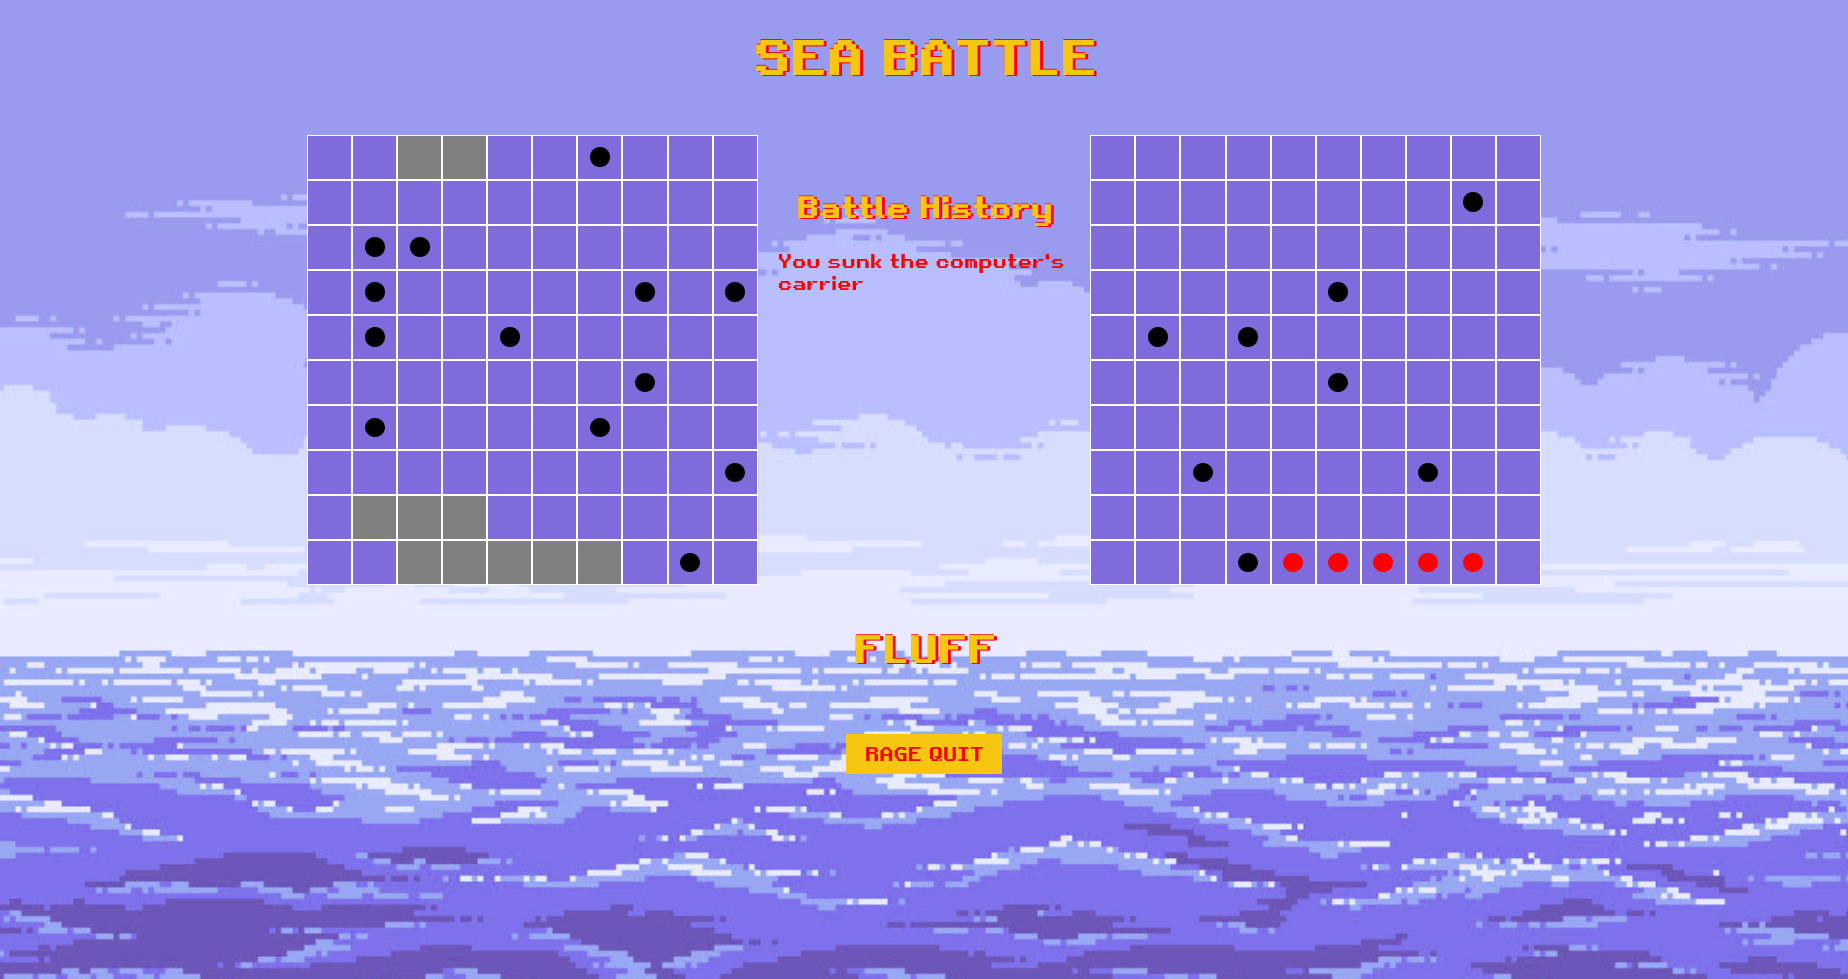 SEA BATTLE
Battle History
You sunk the computer's
carrier
FLUFF
RAGE QUIT